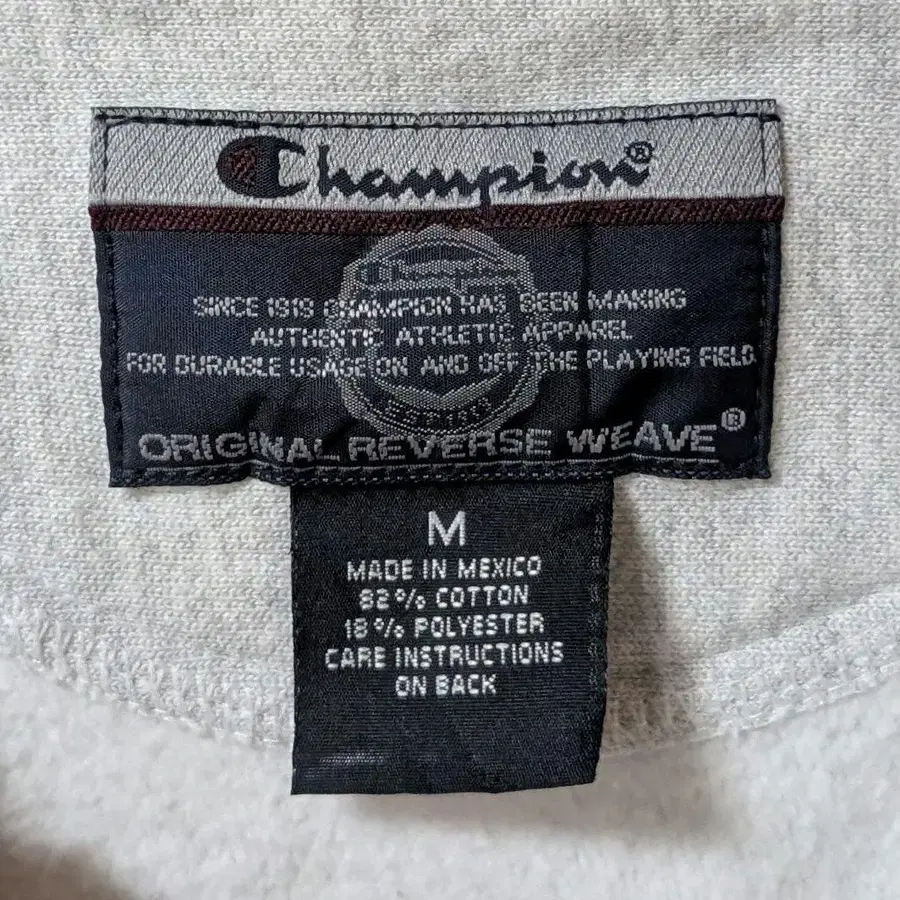 Champion®
Champion
SINCE 1919 CHAMPION HAS BEEN MAKING
AUTHENTIC ATHLETIC APPAREL
FOR DURABLE USAGE ON AND OFF THE PLAYING FIELD.
ORIGINAL REVERSE WEAVE®
M
MADE IN MEXICO
82% COTTON
18% POLYESTER
CARE INSTRUCTIONS
ON BACK